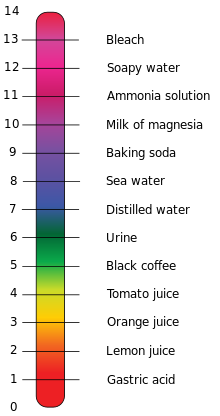 14
13 Bleach
12 Soapy water
11 Ammonia solution
10 Milk of magnesia
9 Baking soda
8 Sea water
7 Distilled water
6 Urine
5 Black coffee
4 Tomato juice
3 Orange juice
2 Lemon juice
1 Gastric acid
0